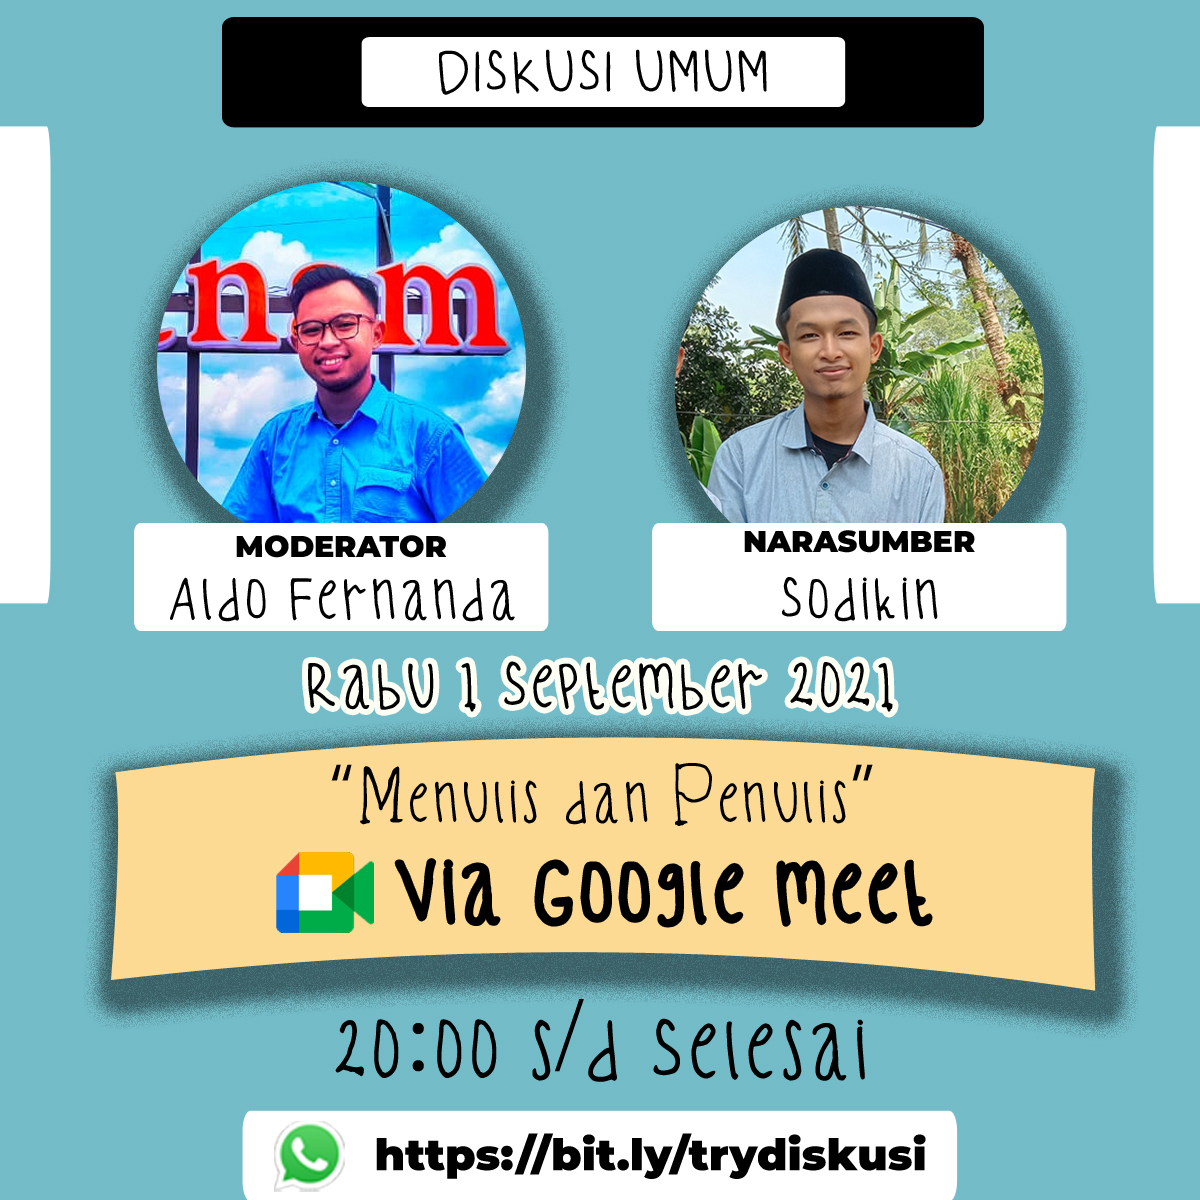 DISKUSI UMUM
nam
MODERATOR
Aldo Fernanda
NARASUMBER
Sodikin
Rabu 1 September 2021
“Menulis dan Penulis”
Via Google Meet
20:00 s/d Selesai
https://bit.ly/trydiskusi